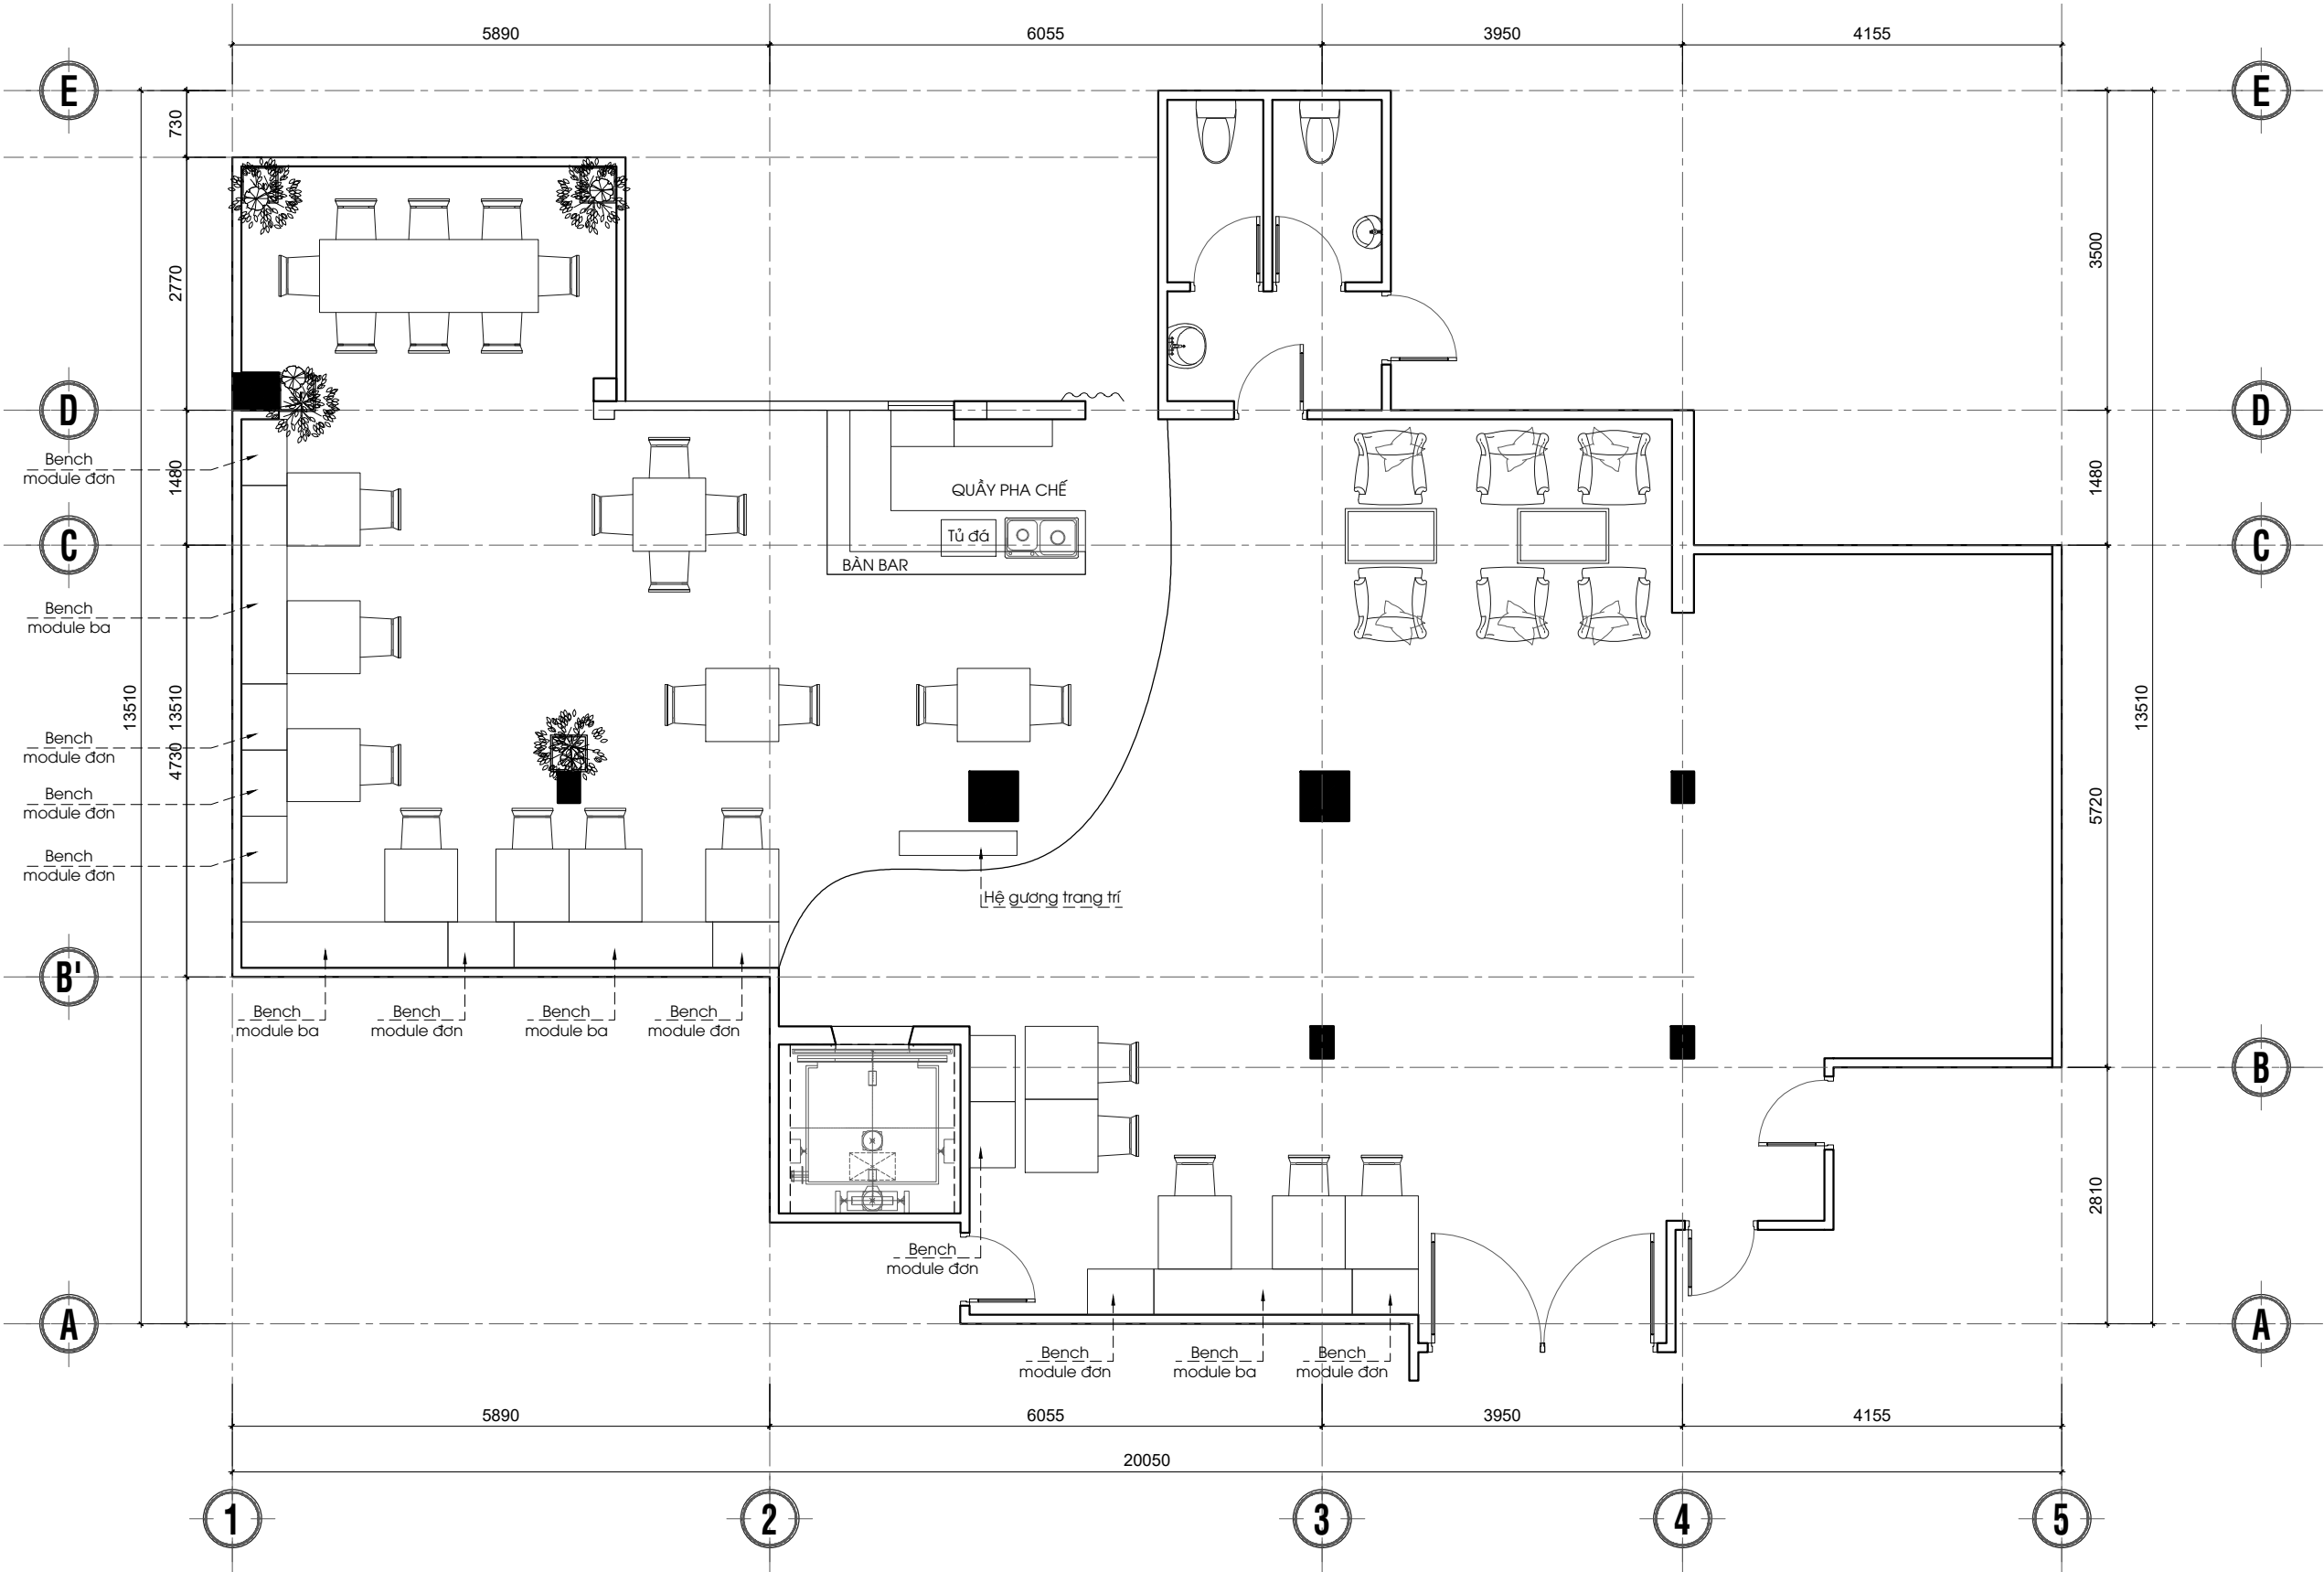 5890
6055
3950
4155
E
E
730
2770
3500
D
D
Bench
module đơn
1480
1480
QUẦY PHA CHẾ
Tủ đá
BÀN BAR
C
C
Bench
module ba
13510
13510
13510
Bench
module đơn
4730
Bench
module đơn
5720
Bench
module đơn
Hệ gương trang trí
B'
Bench
module ba
Bench
module đơn
Bench
module ba
Bench
module đơn
B
2810
Bench
module đơn
A
A
Bench
module đơn
Bench
module ba
Bench
module đơn
5890
6055
3950
4155
20050
1
2
3
4
5